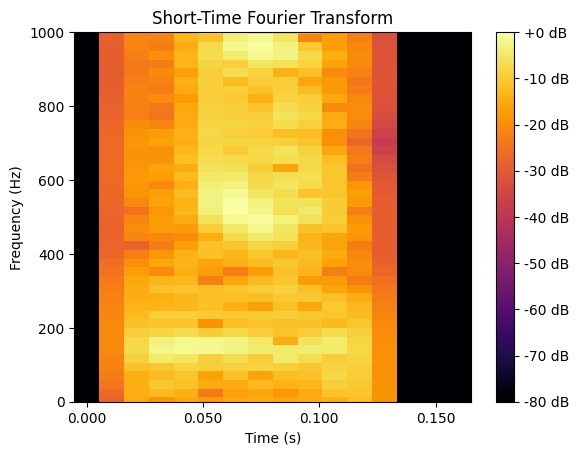 Short-Time Fourier Transform
Frequency (Hz)
1000
800
600
400
200
0
0.000
0.050
0.100
0.150
Time (s)
+0 dB
-10 dB
-20 dB
-30 dB
-40 dB
-50 dB
-60 dB
-70 dB
-80 dB